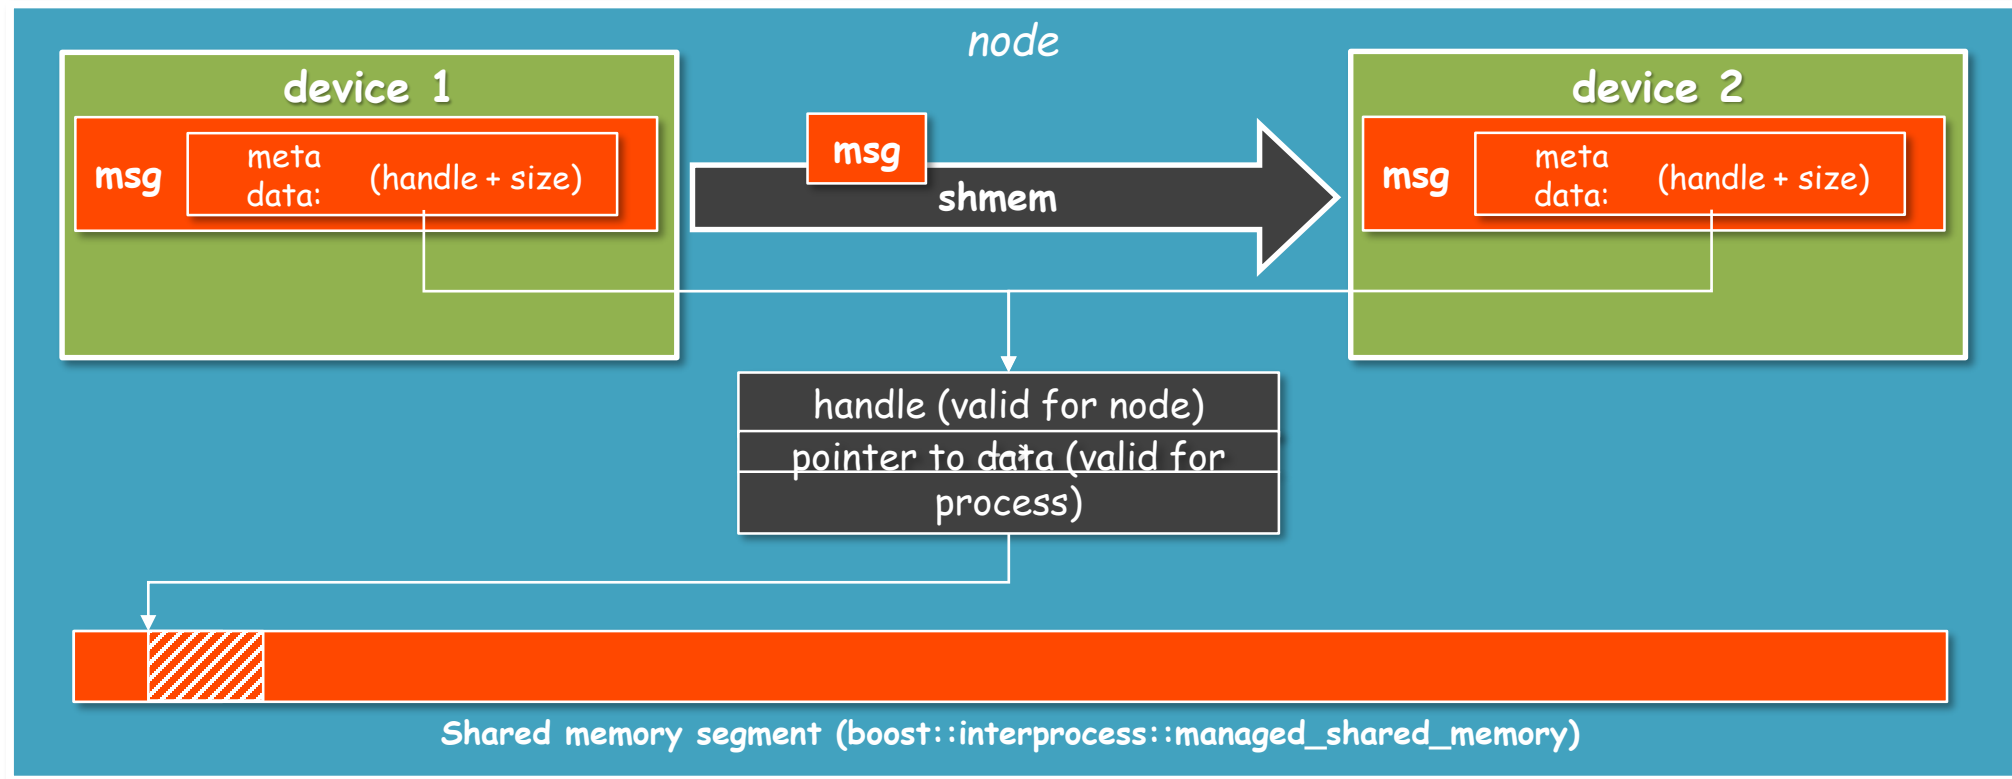 node
device 1
msg
meta
data:
(handle + size)
msg
shmem
device 2
msg
meta
data:
(handle + size)
handle (valid for node)
pointer to data (valid for
process)
Shared memory segment (boost::interprocess::managed_shared_memory)